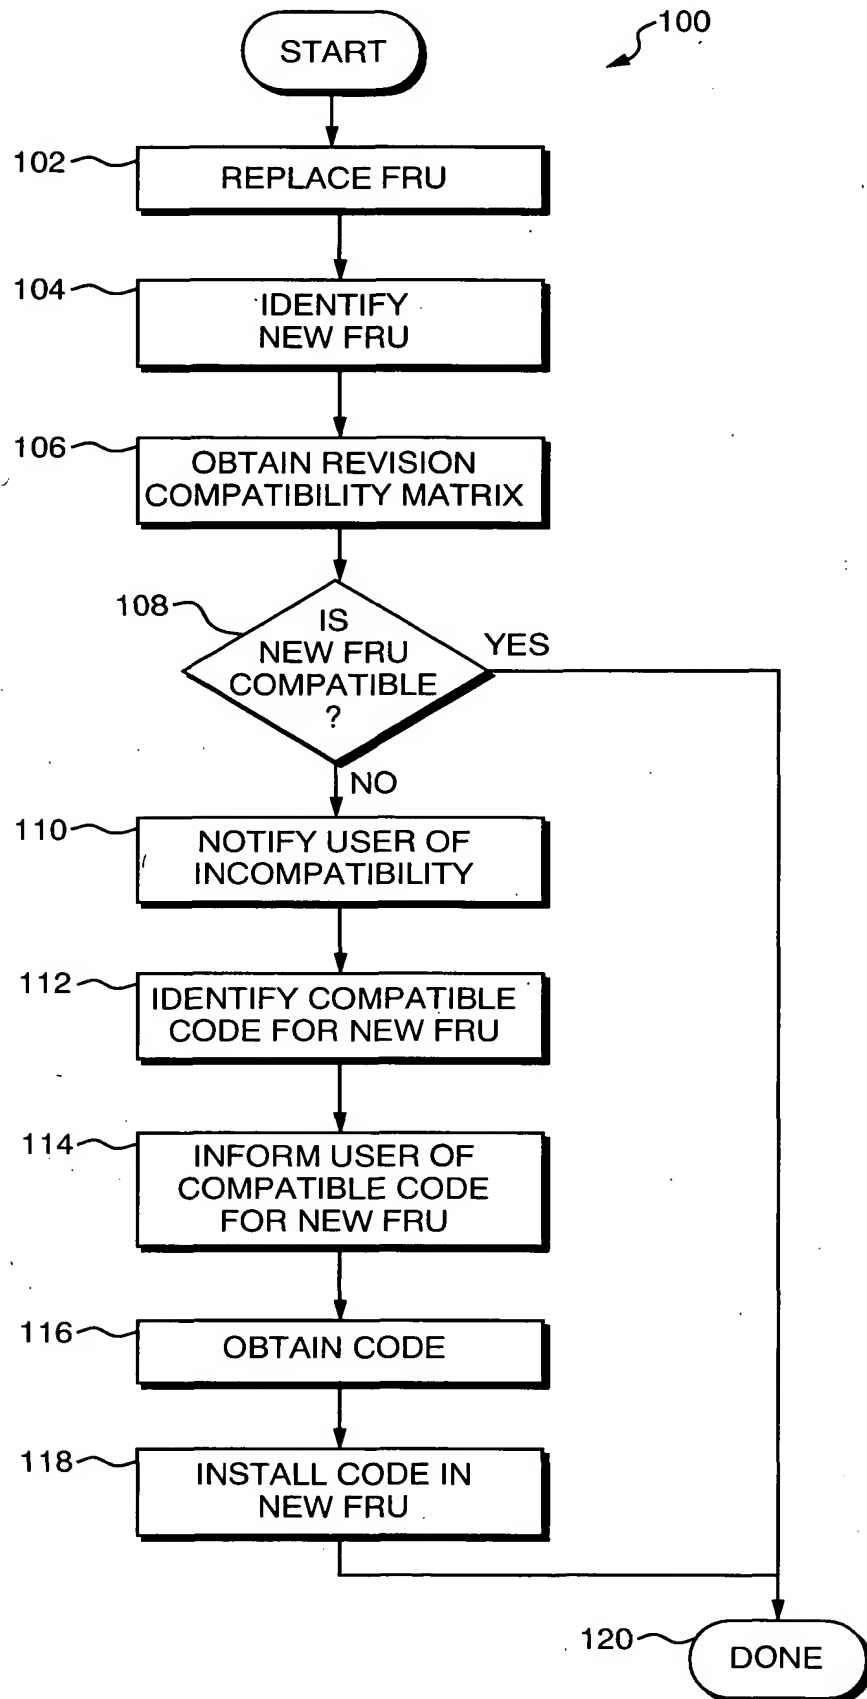 START
100
102
REPLACE FRU
104
IDENTIFY
NEW FRU
106
OBTAIN REVISION
COMPATIBILITY MATRIX
108
IS
NEW FRU
COMPATIBLE
?
YES
NO
110
NOTIFY USER OF
INCOMPATIBILITY
112
IDENTIFY COMPATIBLE
CODE FOR NEW FRU
114
INFORM USER OF
COMPATIBLE CODE
FOR NEW FRU
116
OBTAIN CODE
118
INSTALL CODE IN
NEW FRU
120
DONE